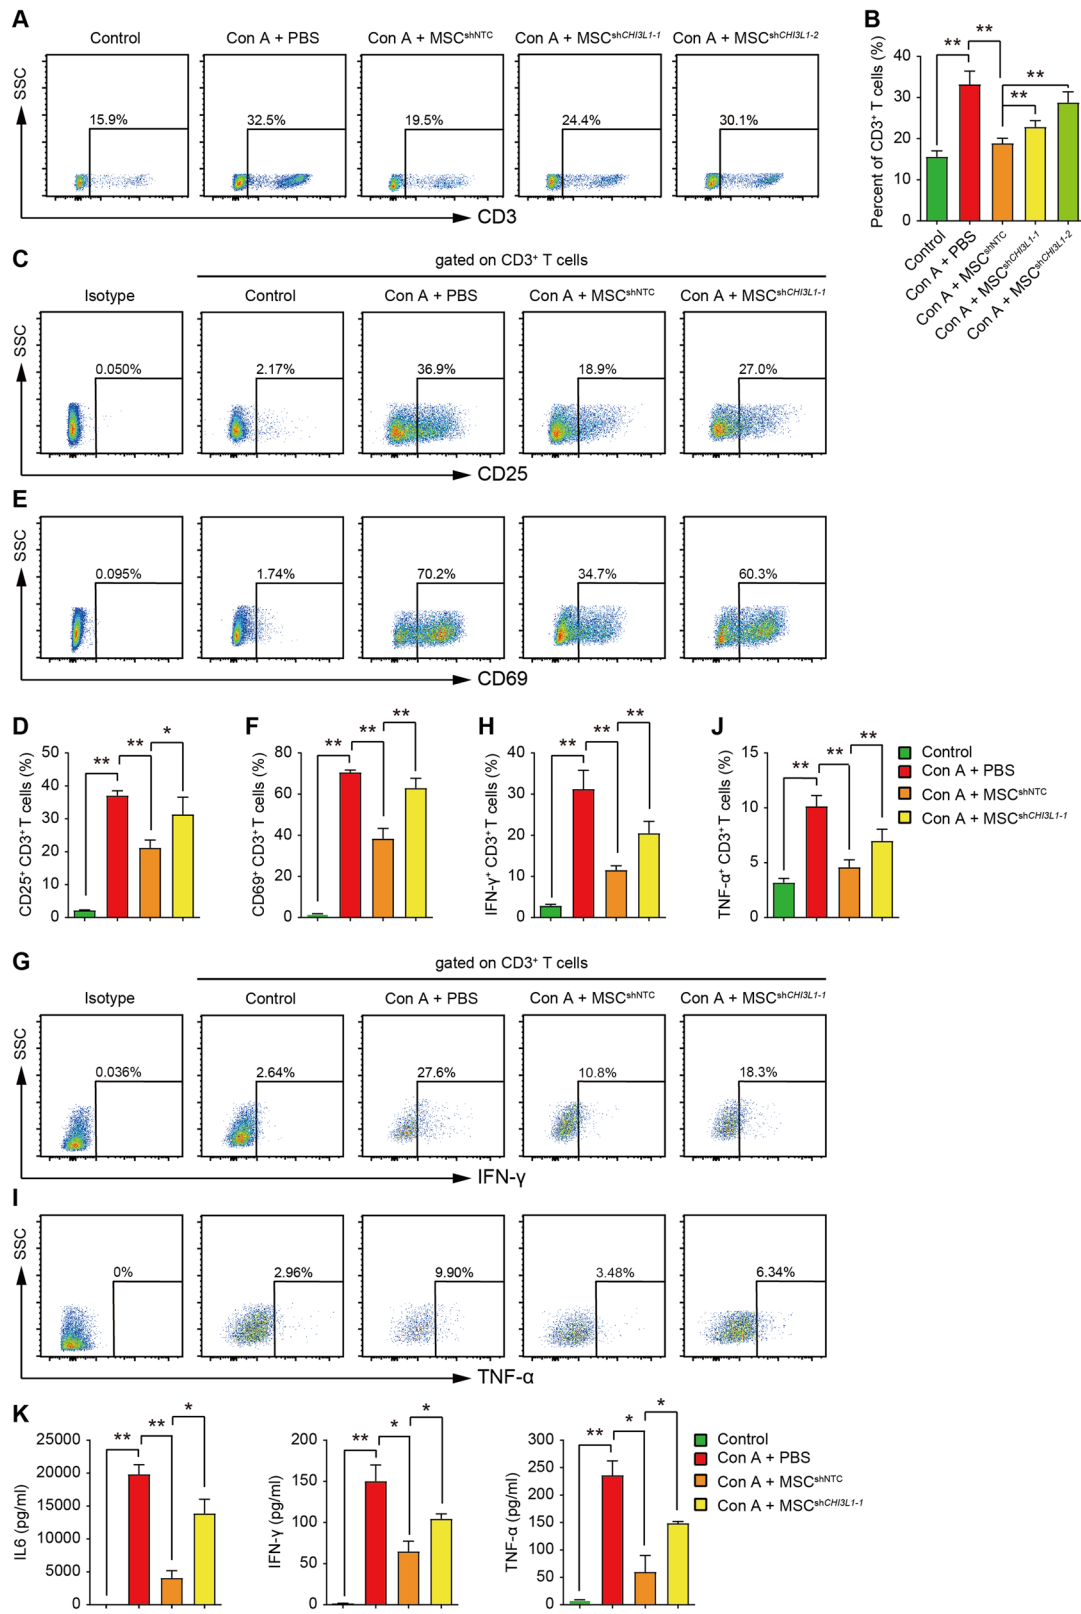 A
Control
Con A + PBS
Con A + MSCshNTC
Con A + MSCshCHI3L1-1
Con A + MSCshCHI3L1-2
SSC
15.9%
32.5%
19.5%
24.4%
30.1%
CD3
B
Percent of CD3+ T cells (%)
40
30
20
10
0
**
**
**
**
Control
Con A + PBS
Con A + MSCshNTC
Con A + MSCshCHI3L1-1
Con A + MSCshCHI3L1-2
C
gated on CD3+ T cells
Isotype
Control
Con A + PBS
Con A + MSCshNTC
Con A + MSCshCHI3L1-1
SSC
0.050%
2.17%
36.9%
18.9%
27.0%
CD25
E
SSC
0.095%
1.74%
70.2%
34.7%
60.3%
CD69
D
CD25+ CD3+T cells (%)
50
40
30
20
10
0
**
**
*
F
CD69+ CD3+T cells (%)
80
60
40
20
0
**
**
**
H
IFN-γ+ CD3+T cells (%)
40
30
20
10
0
**
**
**
J
TNF-α+ CD3+T cells (%)
15
10
5
0
**
**
**
Control
Con A + PBS
Con A + MSCshNTC
Con A + MSCshCHI3L1-1
G
gated on CD3+ T cells
Isotype
Control
Con A + PBS
Con A + MSCshNTC
Con A + MSCshCHI3L1-1
SSC
0.036%
2.64%
27.6%
10.8%
18.3%
IFN-γ
I
SSC
0%
2.96%
9.90%
3.48%
6.34%
TNF-α
K
IL6 (pg/ml)
25000
20000
15000
10000
5000
0
**
**
*
IFN-γ (pg/ml)
200
150
100
50
0
**
*
*
TNF-α (pg/ml)
300
250
200
150
100
50
0
**
*
*
Control
Con A + PBS
Con A + MSCshNTC
Con A + MSCshCHI3L1-1